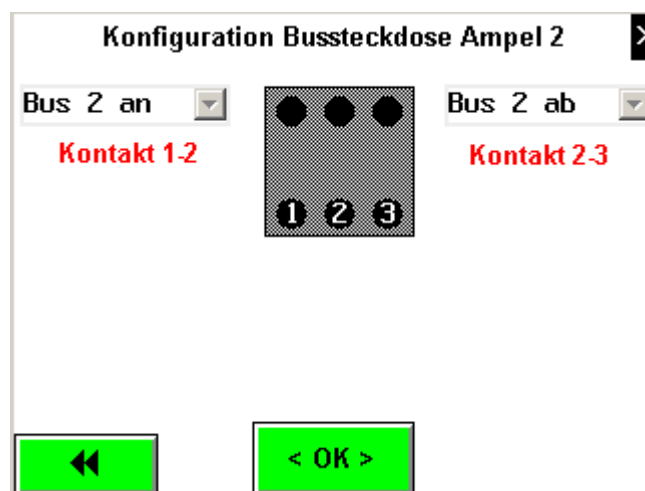 Konfiguration Bussteckdose Ampel 2
Bus 2 an
Bus 2 ab
Kontakt 1-2
Kontakt 2-3
1 2 3
< OK >